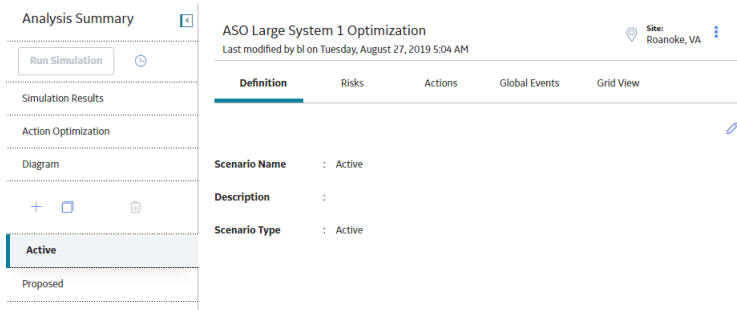 Analysis Summary
Run Simulation
Simulation Results
Action Optimization
Diagram
Active
Proposed
ASO Large System 1 Optimization
Last modified by bl on Tuesday, August 27, 2019 5:04 AM
Site:
Roanoke, VA
Definition Risks Actions Global Events Grid View
Scenario Name : Active
Description :
Scenario Type : Active